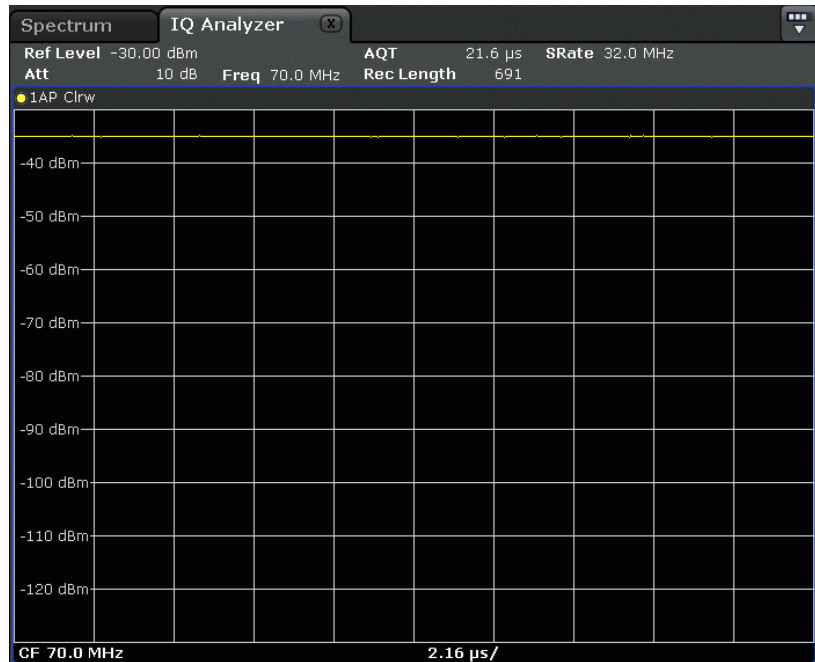 Spectrum IQ Analyzer X
Ref Level -30.00 dBm AQT 21.6 µs SRate 32.0 MHz
Att 10 dB Freq 70.0 MHz Rec Length 691
1AP Clrw
-40 dBm
-50 dBm
-60 dBm
-70 dBm
-80 dBm
-90 dBm
-100 dBm
-110 dBm
-120 dBm
CF 70.0 MHz 2.16 µs/